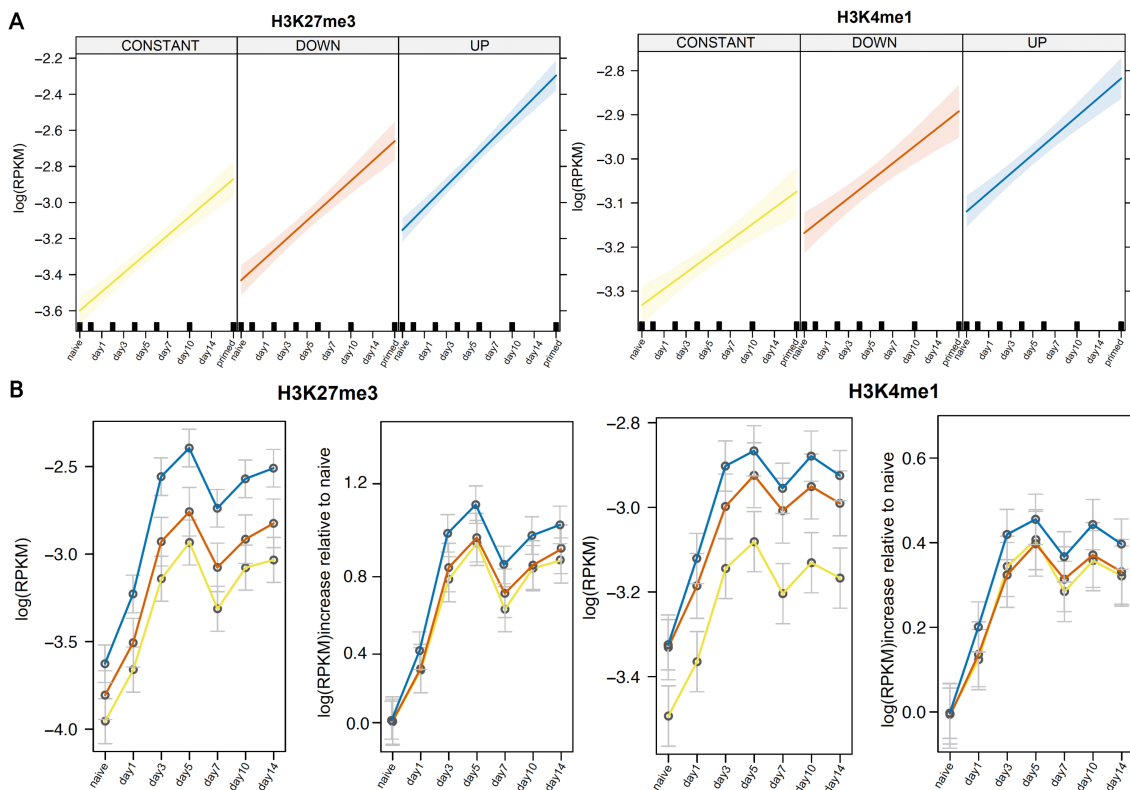 A
H3K27me3
CONSTANT DOWN UP
log(RPKM)
−2.2
−2.4
−2.6
−2.8
−3.0
−3.2
−3.4
−3.6
naive day1 day3 day5 day7 day10 day14 primed
naive day1 day3 day5 day7 day10 day14 primed
naive day1 day3 day5 day7 day10 day14 primed
H3K4me1
CONSTANT DOWN UP
log(RPKM)
−2.8
−2.9
−3.0
−3.1
−3.2
−3.3
naive day1 day3 day5 day7 day10 day14 primed
naive day1 day3 day5 day7 day10 day14 primed
naive day1 day3 day5 day7 day10 day14 primed
B
H3K27me3
log(RPKM)
−2.5
−3.0
−3.5
−4.0
naive day1 day3 day5 day7 day10 day14
log(RPKM)increase relative to naive
1.2
0.8
0.4
0.0
naive day1 day3 day5 day7 day10 day14
H3K4me1
log(RPKM)
−2.8
−3.0
−3.2
−3.4
naive day1 day3 day5 day7 day10 day14
log(RPKM)increase relative to naive
0.6
0.4
0.2
0.0
naive day1 day3 day5 day7 day10 day14